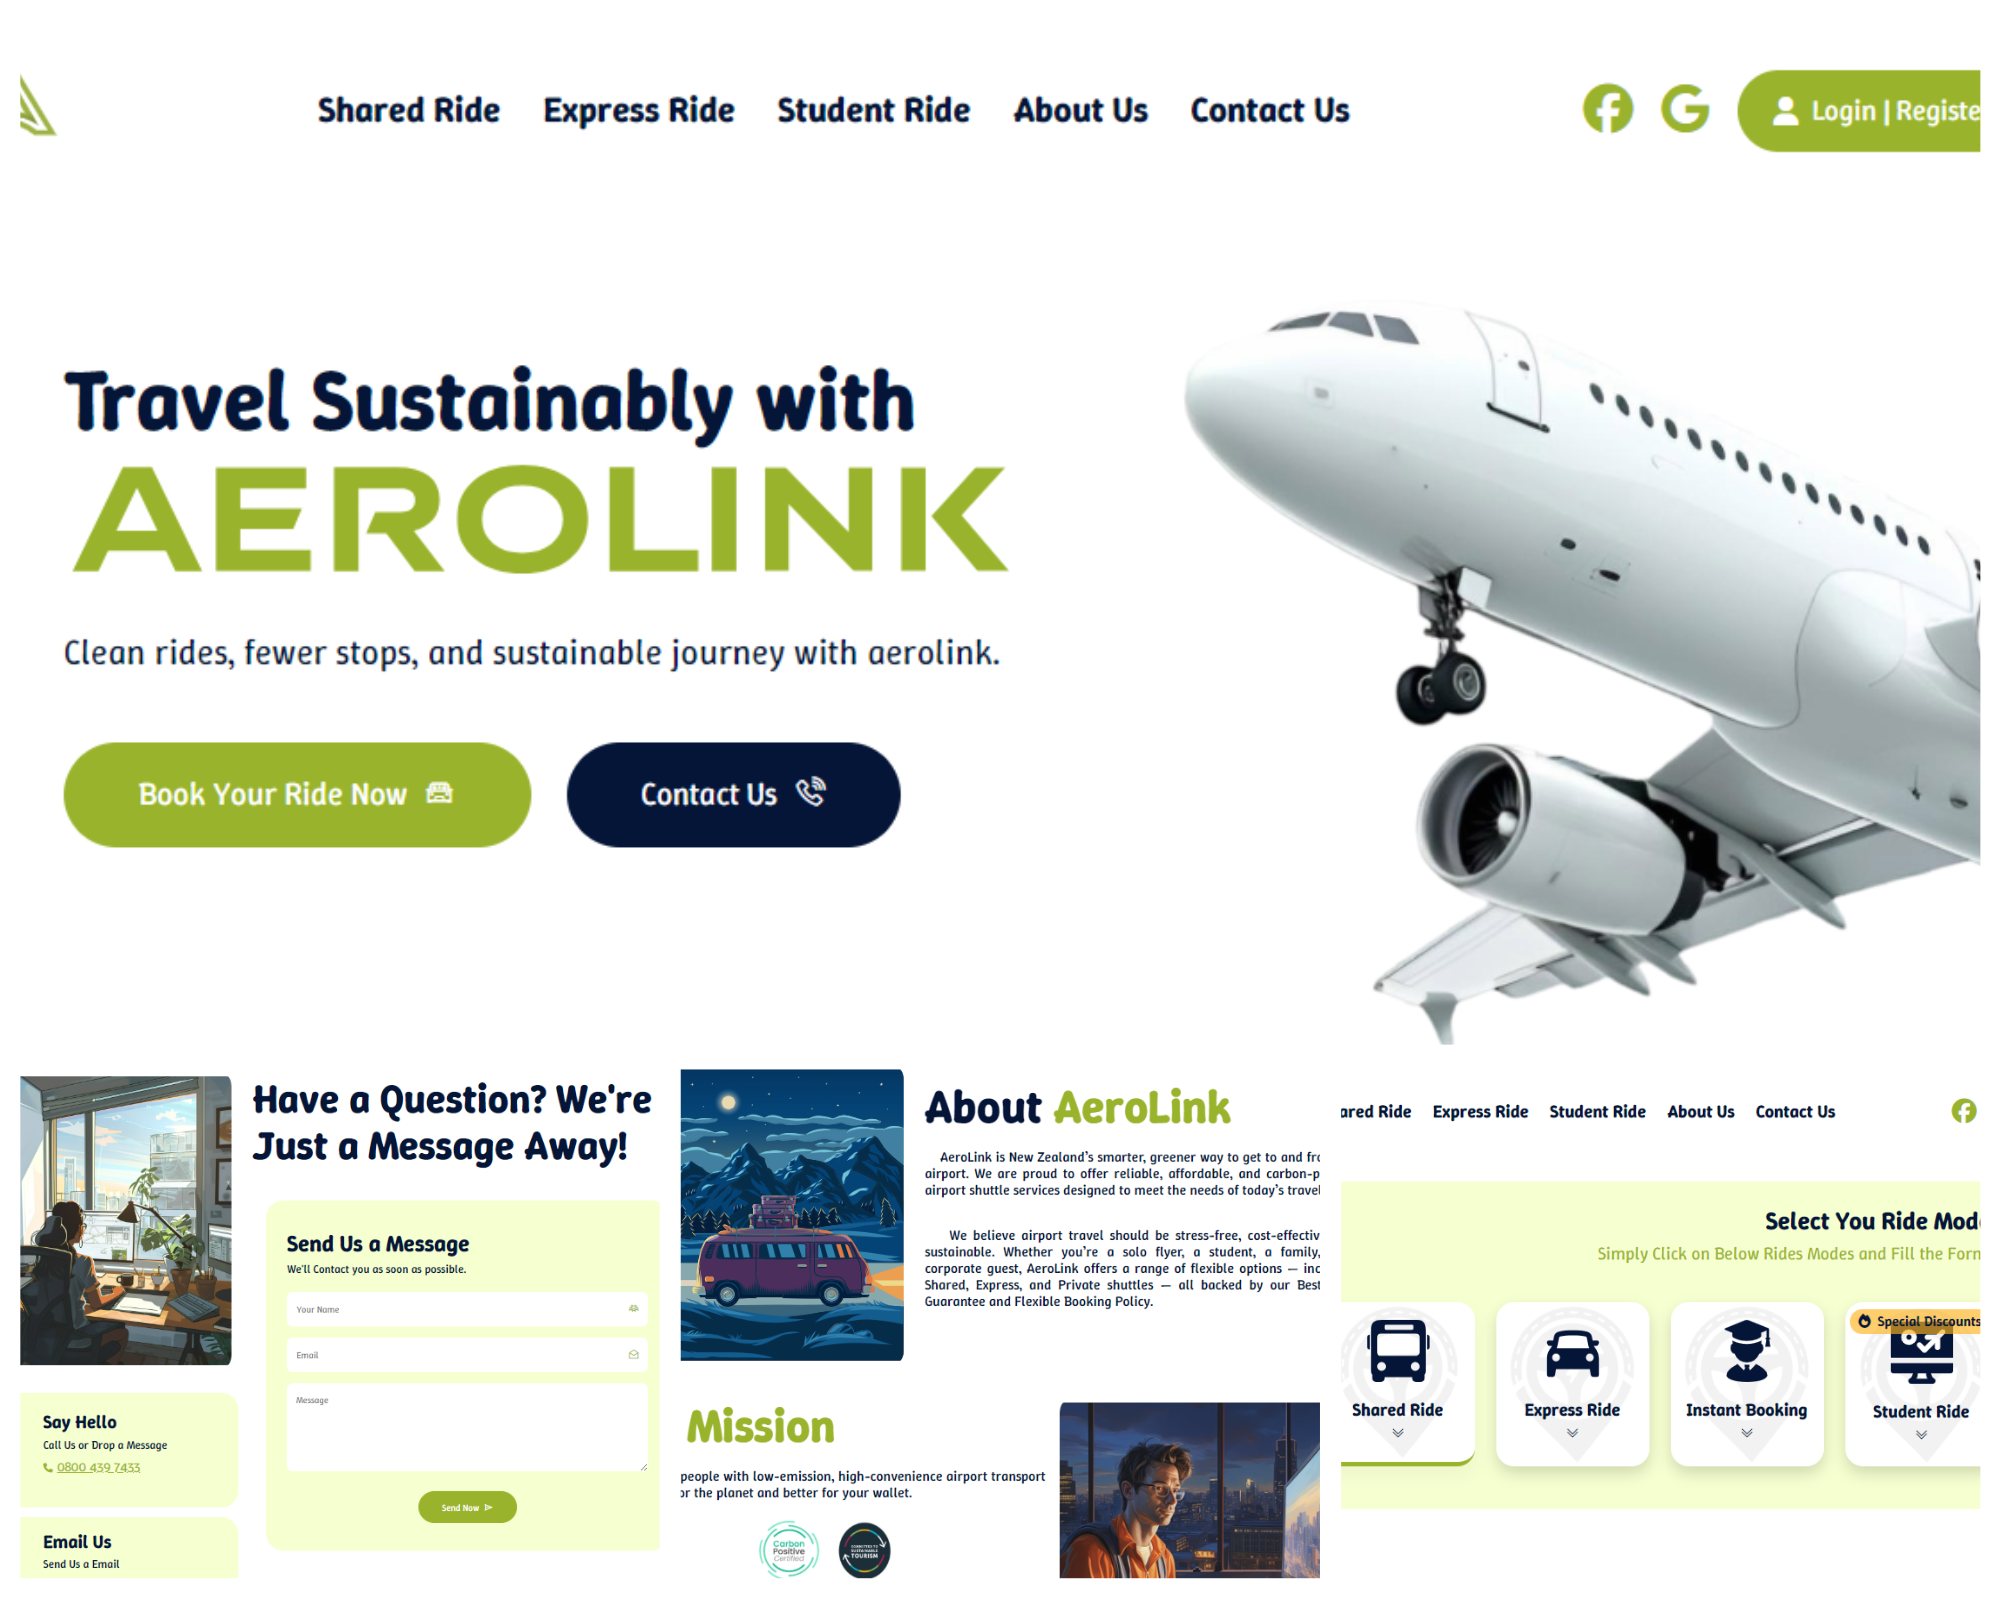 Shared Ride Express Ride Student Ride About Us Contact Us Login | Registe
Travel Sustainably with
AEROLINK
Clean rides, fewer stops, and sustainable journey with aerolink.
Book Your Ride Now Contact Us
Have a Question? We're
Just a Message Away!
Send Us a Message
We'll Contact you as soon as possible.
Your Name
Email
Message
Send Now
Say Hello
Call Us or Drop a Message
0800 439 7433
Email Us
Send Us a Email
About AeroLink
AeroLink is New Zealand's smarter, greener way to get to and fr
airport. We are proud to offer reliable, affordable, and carbon-p
airport shuttle services designed to meet the needs of today's travel
We believe airport travel should be stress-free, cost-effectiv
sustainable. Whether you're a solo flyer, a student, a family,
corporate guest, AeroLink offers a range of flexible options — inc
Shared, Express, and Private shuttles — all backed by our Best
Guarantee and Flexible Booking Policy.
Mission
people with low-emission, high-convenience airport transport
or the planet and better for your wallet.
Carbon
Positive
Certified
COMMITTED TO
SUSTAINABLE
TOURISM
ared Ride Express Ride Student Ride About Us Contact Us
Select You Ride Mod
Simply Click on Below Rides Modes and Fill the Form
Special Discounts
Shared Ride Express Ride Instant Booking Student Ride